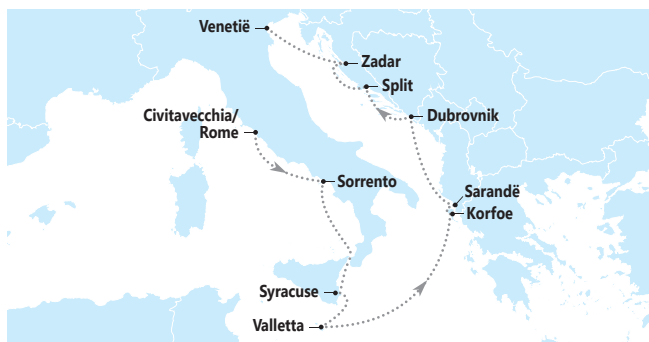 Venetië
Zadar
Split
Civitavecchia/
Rome
Dubrovnik
Sorrento
Sarandë
Korfoe
Syracuse
Valletta